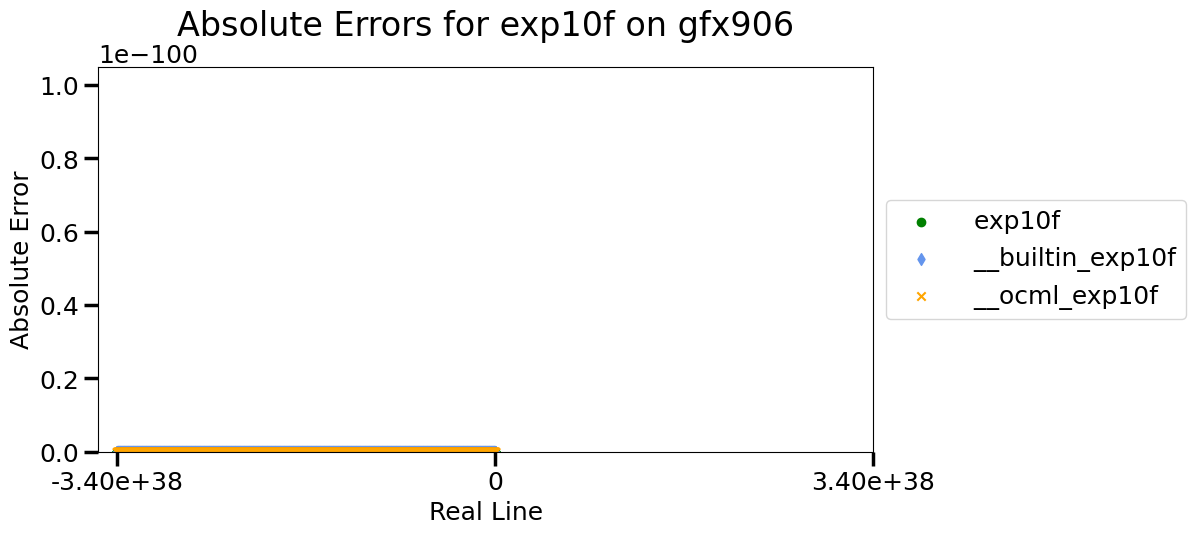 Absolute Errors for exp10f on gfx906
1e−100
1.0
0.8
0.6
0.4
0.2
0.0
Absolute Error
-3.40e+38
0
3.40e+38
Real Line
exp10f
__builtin_exp10f
__ocml_exp10f